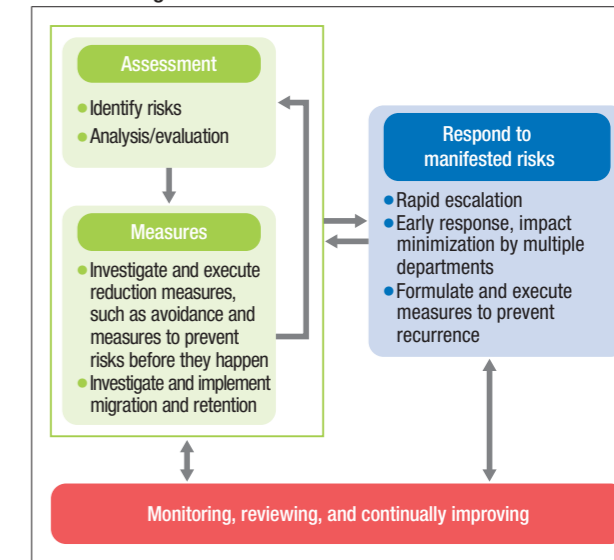 Assessment
● Identify risks
● Analysis/evaluation
Measures
● Investigate and execute
reduction measures,
such as avoidance and
measures to prevent
risks before they happen
● Investigate and implement
migration and retention
Respond to
manifested risks
● Rapid escalation
● Early response, impact
minimization by multiple
departments
● Formulate and execute
measures to prevent
recurrence
Monitoring, reviewing, and continually improving